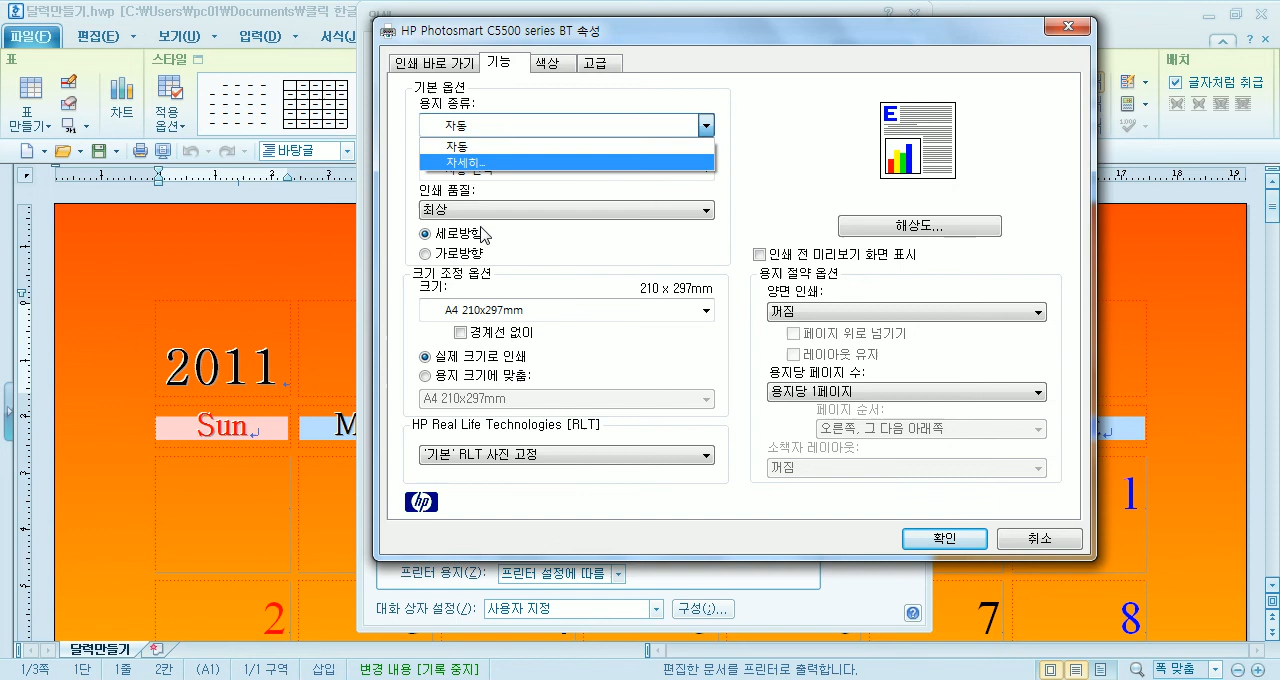 달력만들기.hwp [C:\Users\pc01\Documents\클릭 한글
파일(F) 편집(E) 보기(U) 입력(D) 서식(J)
표 스타일 배치
표 만들기 차트 적용 옵션 글자처럼 취급
바탕글
HP Photosmart C5500 series BT 속성
인쇄 바로 가기 기능 색상 고급
기본 옵션
용지 종류:
자동
자동
자세히...
인쇄 품질:
최상
세로방향
가로방향
크기 조정 옵션
크기: 210 x 297mm
A4 210x297mm
경계선 없이
실제 크기로 인쇄
용지 크기에 맞춤:
A4 210x297mm
HP Real Life Technologies [RLT]
'기본' RLT 사진 고정
hp
E
해상도...
인쇄 전 미리보기 화면 표시
용지 절약 옵션
양면 인쇄:
꺼짐
페이지 위로 넘기기
레이아웃 유지
용지당 페이지 수:
용지당 1페이지
페이지 순서:
오른쪽, 그 다음 아래쪽
소책자 레이아웃:
꺼짐
확인 취소
프린터 용지(Z): 프린터 설정에 따름
대화 상자 설정(/): 사용자 지정 구성(;)...
2011
Sun M
1
2 7 8
달력만들기
1/3쪽 1단 1줄 2칸 (A1) 1/1 구역 삽입 변경 내용 [기록 중지] 편집한 문서를 프린터로 출력합니다. 폭 맞춤